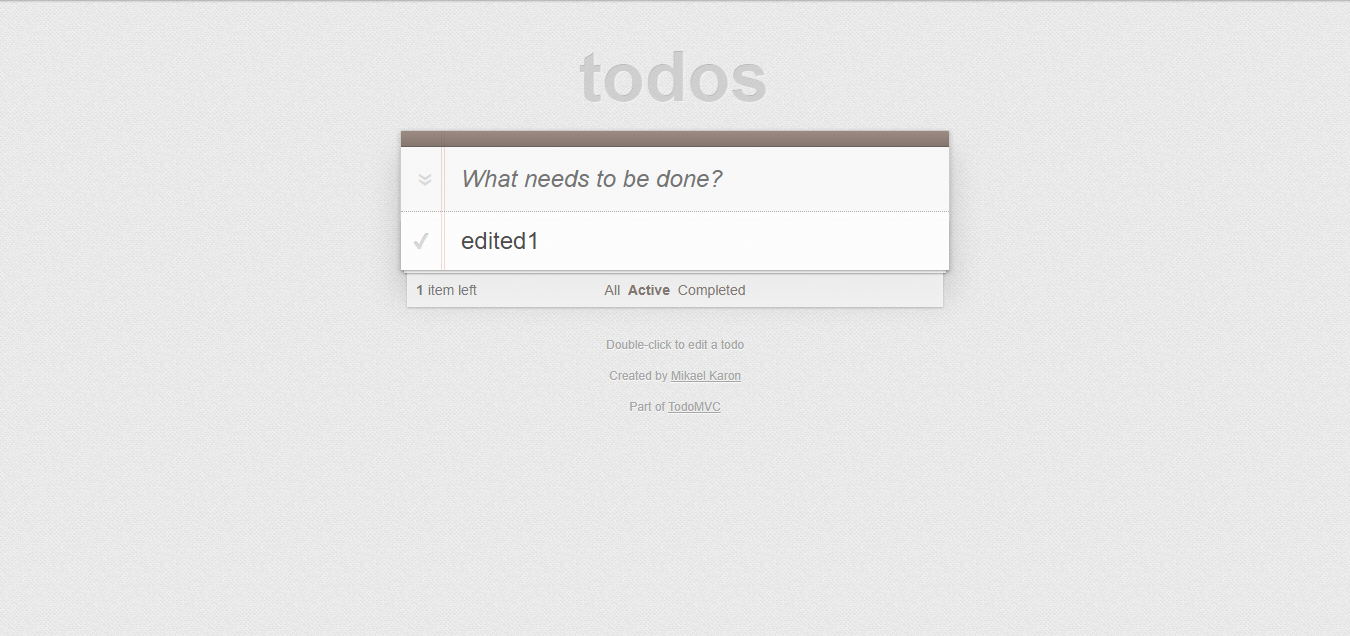 todos
What needs to be done?
edited1
1 item left All Active Completed
Double-click to edit a todo
Created by Mikael Karon
Part of TodoMVC